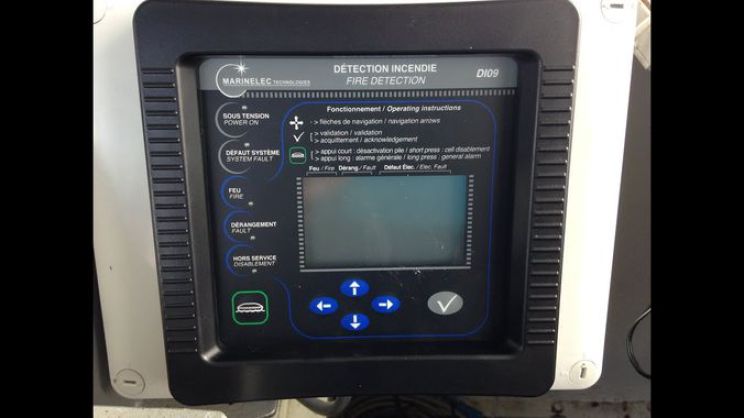 MARINELEC TECHNOLOGIES
DÉTECTION INCENDIE
FIRE DETECTION
DI09
SOUS TENSION
POWER ON
DÉFAUT SYSTÈME
SYSTEM FAULT
FEU
FIRE
DÉRANGEMENT
FAULT
HORS SERVICE
DISABLEMENT
Fonctionnement / Operating instructions
-> flèches de navigation / navigation arrows
> validation / validation
> acquittement / acknowledgement
> appui court : désactivation pile / short press : cell disablement
> appui long : alarme générale / long press : general alarm
Feu / Fire Dérang. / Fault Défaut Élec. / Elec. Fault